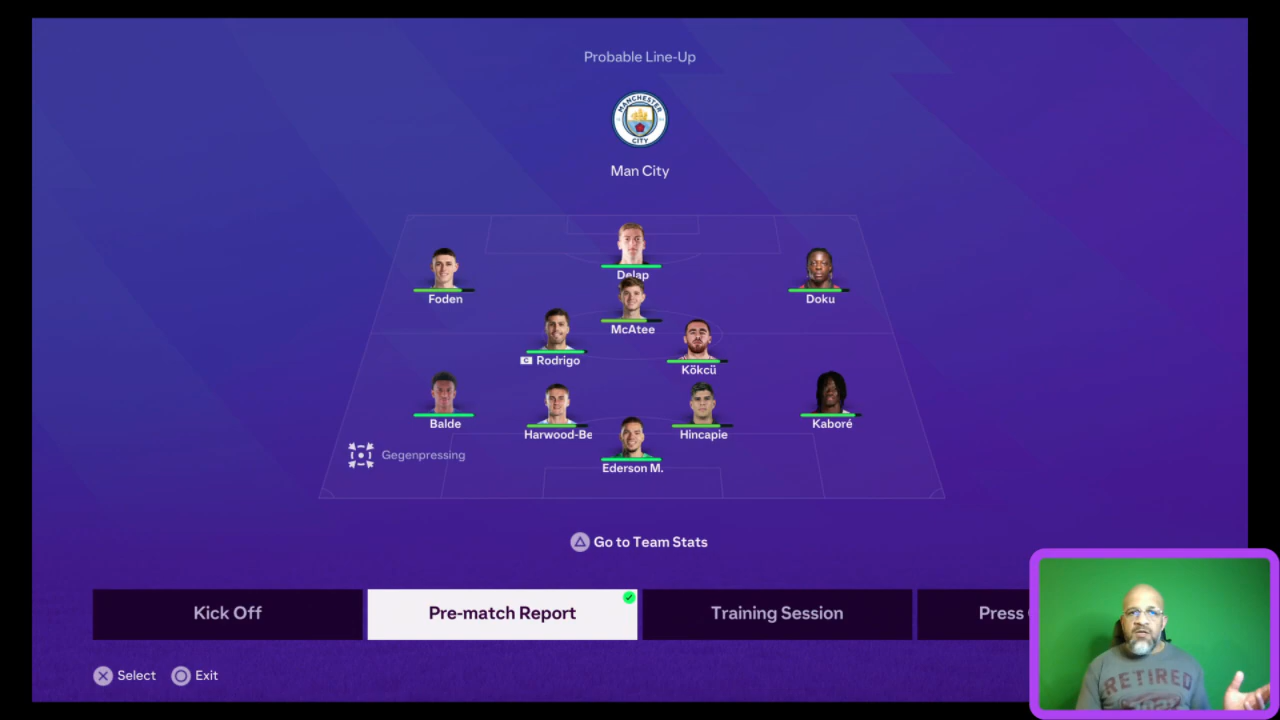 Probable Line-Up
MANCHESTER
CITY
Man City
Delap
Foden
Doku
McAtee
C Rodrigo
Kökcü
Balde
Harwood-Be
Hincapie
Kaboré
Gegenpressing
Ederson M.
Go to Team Stats
Kick Off
Pre-match Report
Training Session
Press
Select
Exit
RETIRED